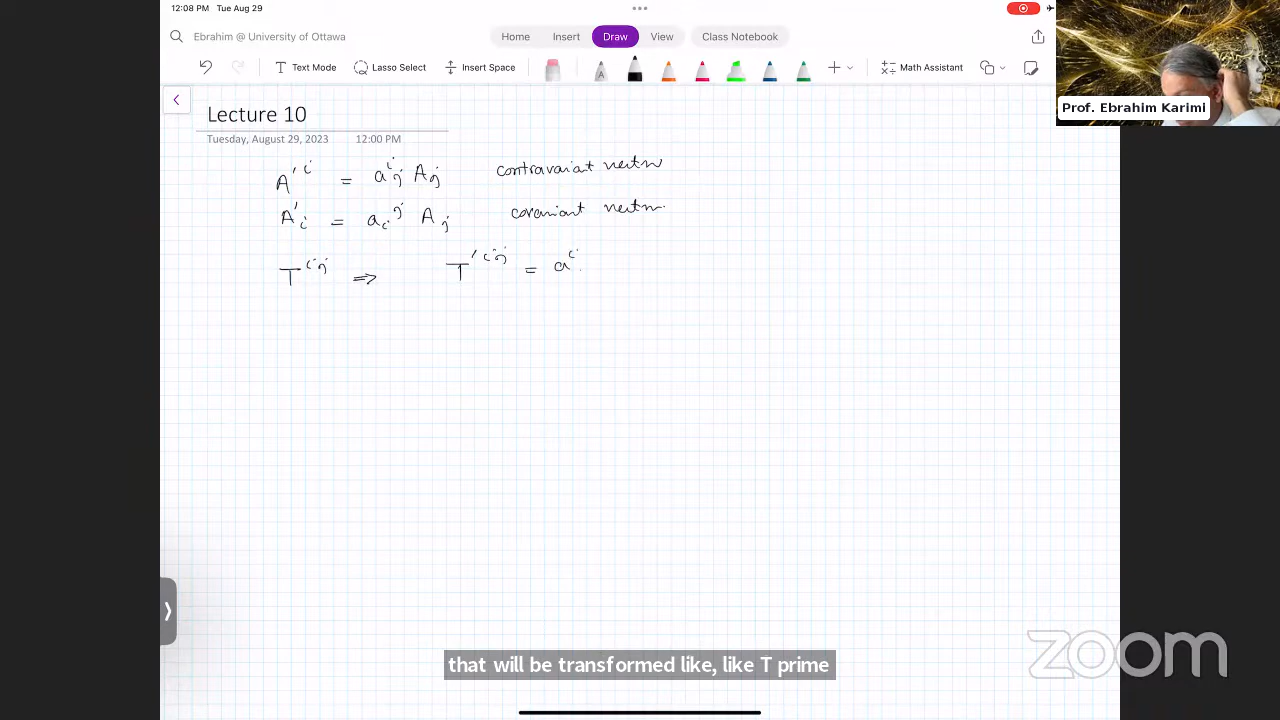 12:08 PM Tue Aug 29
Ebrahim @ University of Ottawa
Home Insert Draw View Class Notebook
Text Mode Lasso Select Insert Space Math Assistant
Prof. Ebrahim Karimi
Lecture 10
Tuesday, August 29, 2023 12:00 PM
A'^i = a^i_j A_j contravariant vector
A'_i = a_i^j A_j covariant vector
T^{ij} ⇒ T'^{ij} = a^i
zoom
that will be transformed like, like T prime